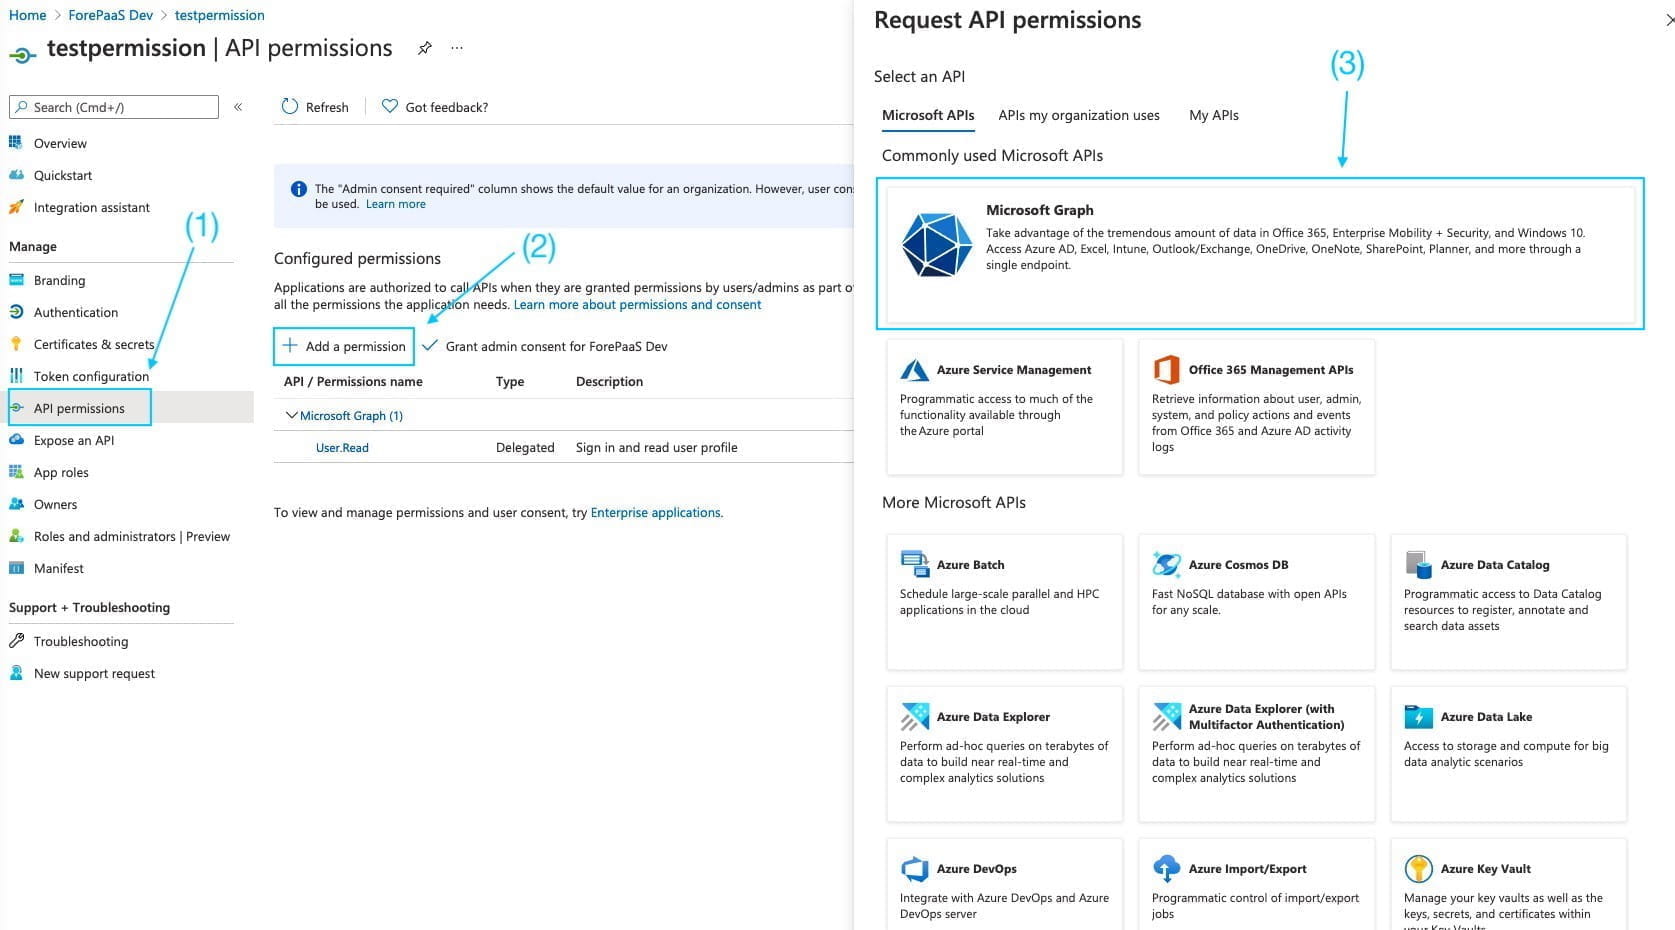 Home > ForePaaS Dev > testpermission
testpermission | API permissions
Search (Cmd+/)
«
Overview
Quickstart
Integration assistant
(1)
Manage
Branding
Authentication
Certificates & secrets
Token configuration
API permissions
Expose an API
App roles
Owners
Roles and administrators | Preview
Manifest
Support + Troubleshooting
Troubleshooting
New support request
Refresh
Got feedback?
The "Admin consent required" column shows the default value for an organization. However, user con
be used. Learn more
(2)
Configured permissions
Applications are authorized to call APIs when they are granted permissions by users/admins as part o
all the permissions the application needs. Learn more about permissions and consent
+ Add a permission
Grant admin consent for ForePaaS Dev
API / Permissions name Type Description
Microsoft Graph (1)
User.Read Delegated Sign in and read user profile
To view and manage permissions and user consent, try Enterprise applications.
Request API permissions
(3)
Select an API
Microsoft APIs APIs my organization uses My APIs
Commonly used Microsoft APIs
Microsoft Graph
Take advantage of the tremendous amount of data in Office 365, Enterprise Mobility + Security, and Windows 10.
Access Azure AD, Excel, Intune, Outlook/Exchange, OneDrive, OneNote, SharePoint, Planner, and more through a
single endpoint.
Azure Service Management
Programmatic access to much of the
functionality available through
the Azure portal
Office 365 Management APIs
Retrieve information about user, admin,
system, and policy actions and events
from Office 365 and Azure AD activity
logs
More Microsoft APIs
Azure Batch
Schedule large-scale parallel and HPC
applications in the cloud
Azure Cosmos DB
Fast NoSQL database with open APIs
for any scale.
Azure Data Catalog
Programmatic access to Data Catalog
resources to register, annotate and
search data assets
Azure Data Explorer
Perform ad-hoc queries on terabytes of
data to build near real-time and
complex analytics solutions
Azure Data Explorer (with
Multifactor Authentication)
Perform ad-hoc queries on terabytes of
data to build near real-time and
complex analytics solutions
Azure Data Lake
Access to storage and compute for big
data analytic scenarios
Azure DevOps
Integrate with Azure DevOps and Azure
DevOps server
Azure Import/Export
Programmatic control of import/export
jobs
Azure Key Vault
Manage your key vaults as well as the
keys, secrets, and certificates within
your Key Vaults